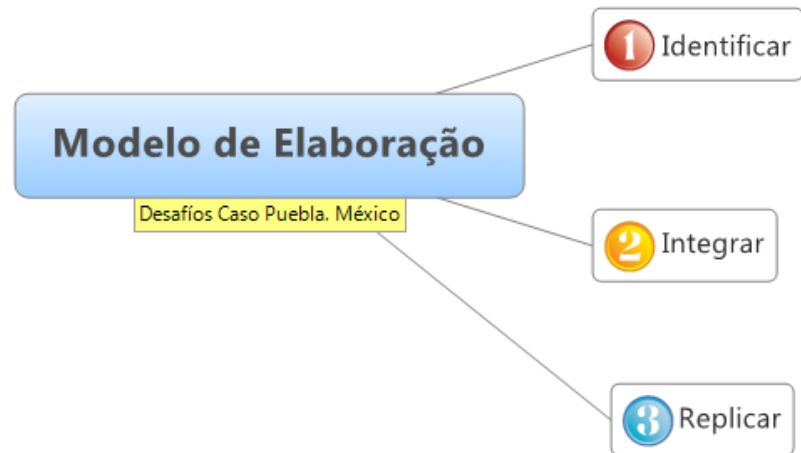 1 Identificar
Modelo de Elaboração
Desafíos Caso Puebla. México
2 Integrar
3 Replicar